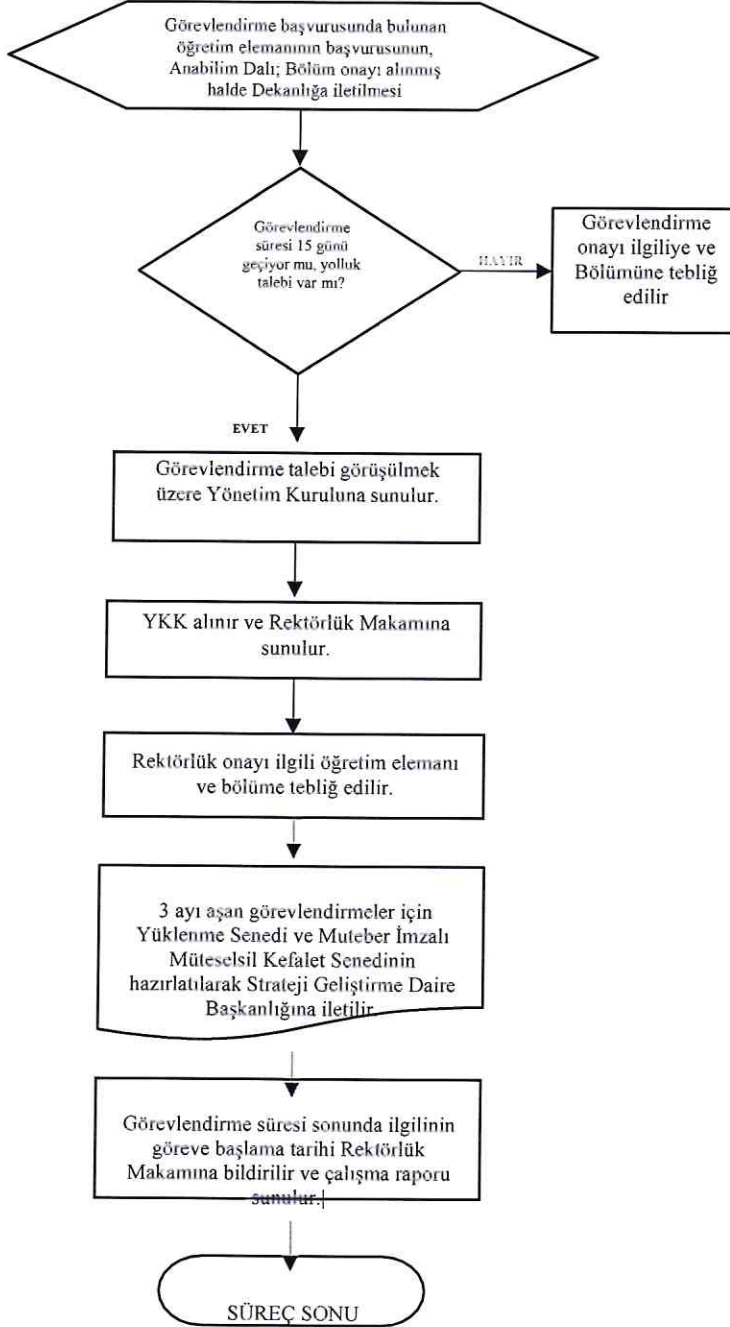 Görevlendirme başvurusunda bulunan
öğretim elemanının başvurusunun,
Anabilim Dalı; Bölüm onayı alınmış
halde Dekanlığa iletilmesi
Görevlendirme
süresi 15 günü
geçiyor mu, yolluk
talebi var mı?
HAYIR
Görevlendirme
onayı ilgiliye ve
Bölümüne tebliğ
edilir
EVET
Görevlendirme talebi görüşülmek
üzere Yönetim Kuruluna sunulur.
YKK alınır ve Rektörlük Makamına
sunulur.
Rektörlük onayı ilgili öğretim elemanı
ve bölüme tebliğ edilir.
3 ayı aşan görevlendirmeler için
Yüklenme Senedi ve Muteber İmzalı
Müteselsil Kefalet Senedinin
hazırlatılarak Strateji Geliştirme Daire
Başkanlığına iletilir.
Görevlendirme süresi sonunda ilgilinin
göreve başlama tarihi Rektörlük
Makamına bildirilir ve çalışma raporu
sunulur.
SÜREÇ SONU